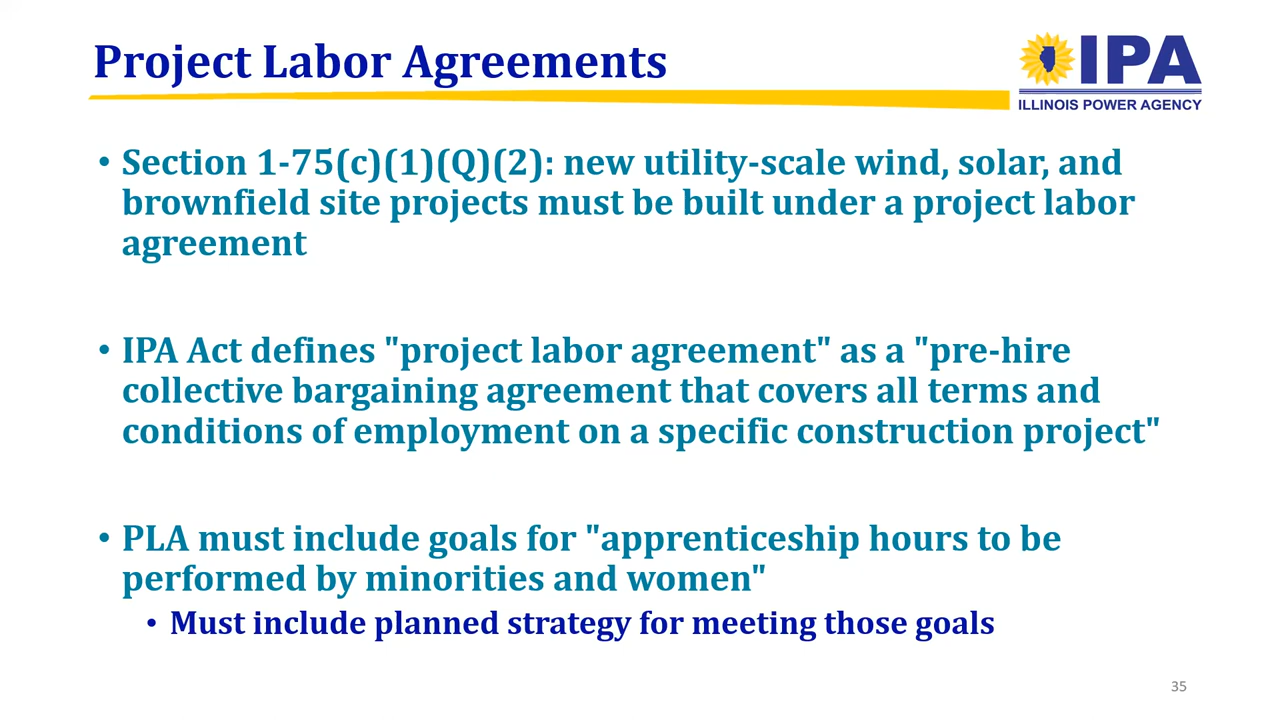 Project Labor Agreements
IPA
ILLINOIS POWER AGENCY
• Section 1-75(c)(1)(Q)(2): new utility-scale wind, solar, and
brownfield site projects must be built under a project labor
agreement
• IPA Act defines "project labor agreement" as a "pre-hire
collective bargaining agreement that covers all terms and
conditions of employment on a specific construction project"
• PLA must include goals for "apprenticeship hours to be
performed by minorities and women"
• Must include planned strategy for meeting those goals
35